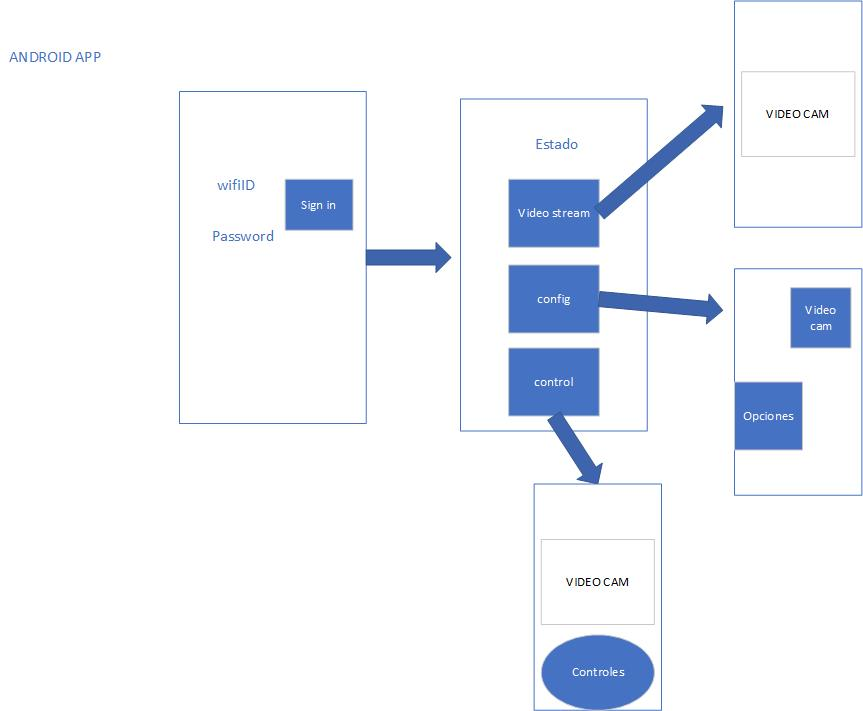 ANDROID APP
wifiID
Sign in
Password
Estado
Video stream
config
control
VIDEO CAM
Video
cam
Opciones
VIDEO CAM
Controles